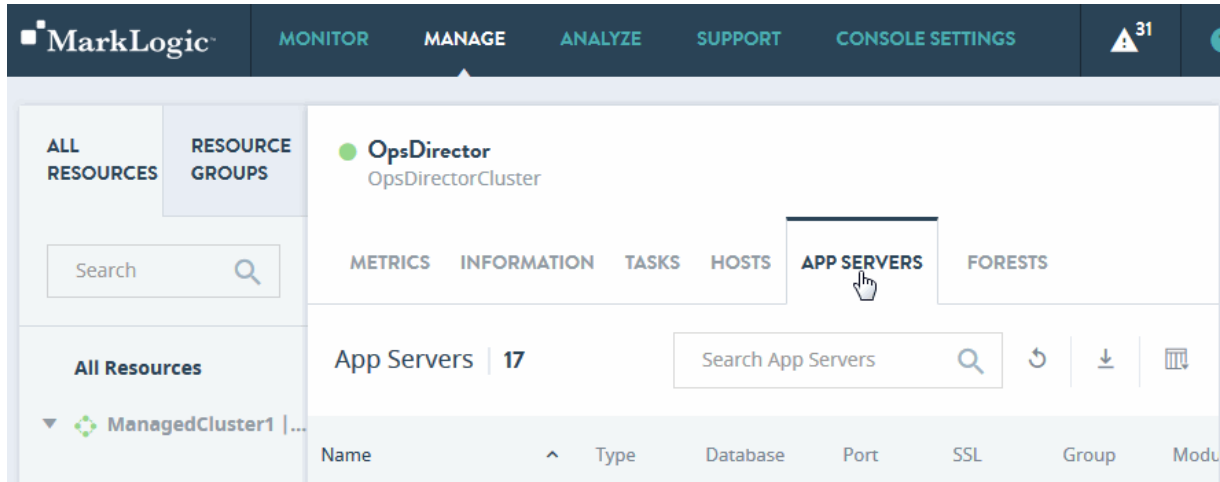 MarkLogic MONITOR MANAGE ANALYZE SUPPORT CONSOLE SETTINGS 31
ALL RESOURCES
RESOURCE GROUPS
Search
All Resources
ManagedCluster1 |...
OpsDirector
OpsDirectorCluster
METRICS INFORMATION TASKS HOSTS APP SERVERS FORESTS
App Servers | 17 Search App Servers
Name Type Database Port SSL Group Modu